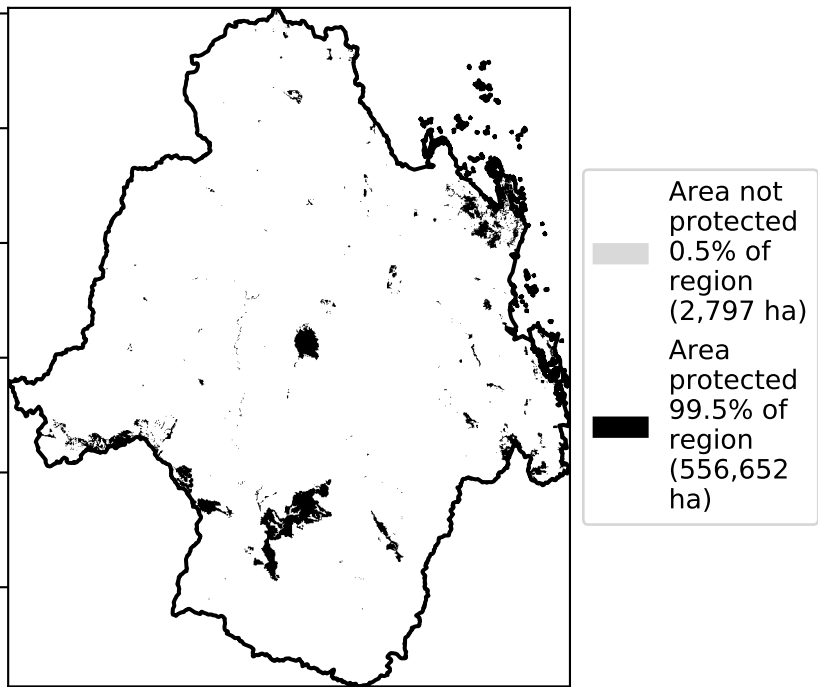 Area not
protected
0.5% of
region
(2,797 ha)
Area
protected
99.5% of
region
(556,652
ha)